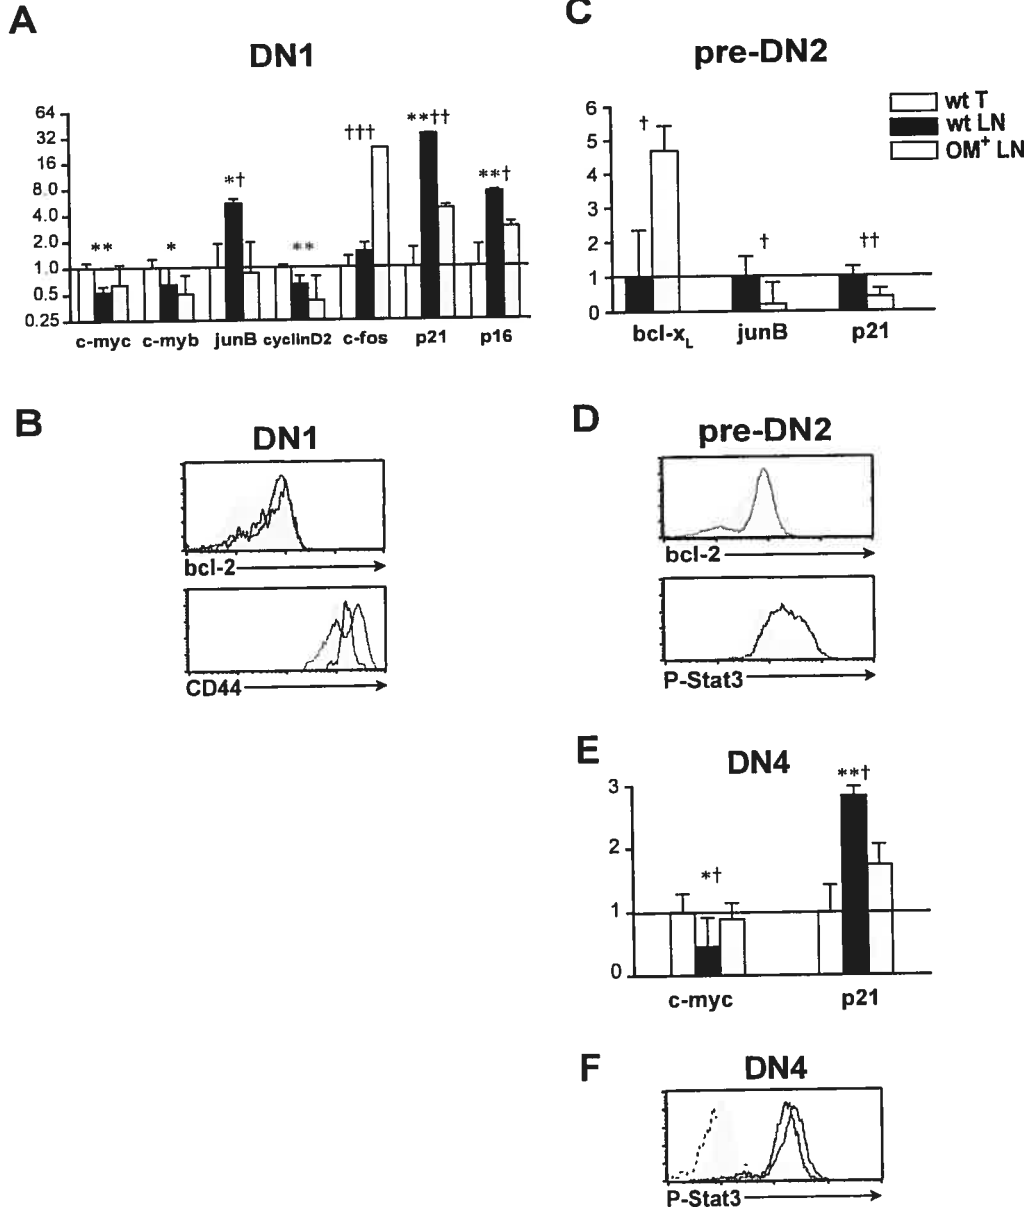 A
DN1
64
32
16
8.0
4.0
2.0
1.0
0.5
0.25
**
*
*†
**
†††
**††
**†
c-myc c-myb junB cyclinD2 c-fos p21 p16
C
pre-DN2
6
5
4
3
2
1
0
†
†
††
bcl-xL junB p21
wt T
wt LN
OM+ LN
B
DN1
bcl-2
CD44
D
pre-DN2
bcl-2
P-Stat3
E
DN4
3
2
1
0
*†
**†
c-myc p21
F
DN4
P-Stat3